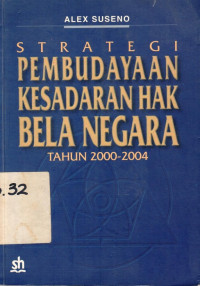 ALEX SUSENO
STRATEGI
PEMBUDAYAAN
KESADARAN HAK
BELA NEGARA
TAHUN 2000-2004
.32
sh